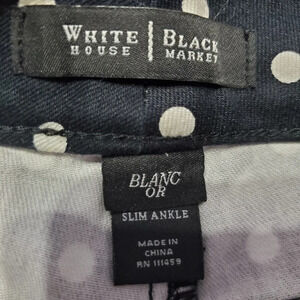 WHITE HOUSE | BLACK MARKET
BLANC
OR
SLIM ANKLE
MADE IN
CHINA
RN 111459